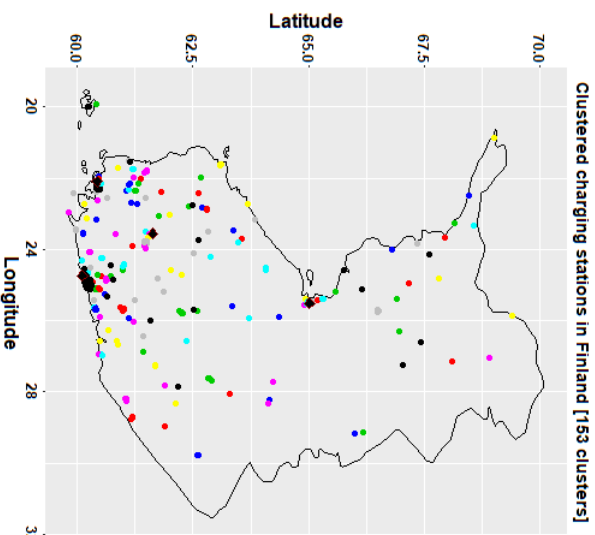 Clustered charging stations in Finland [153 clusters]
Latitude
70.0
67.5
65.0
62.5
60.0
20
24
28
Longitude